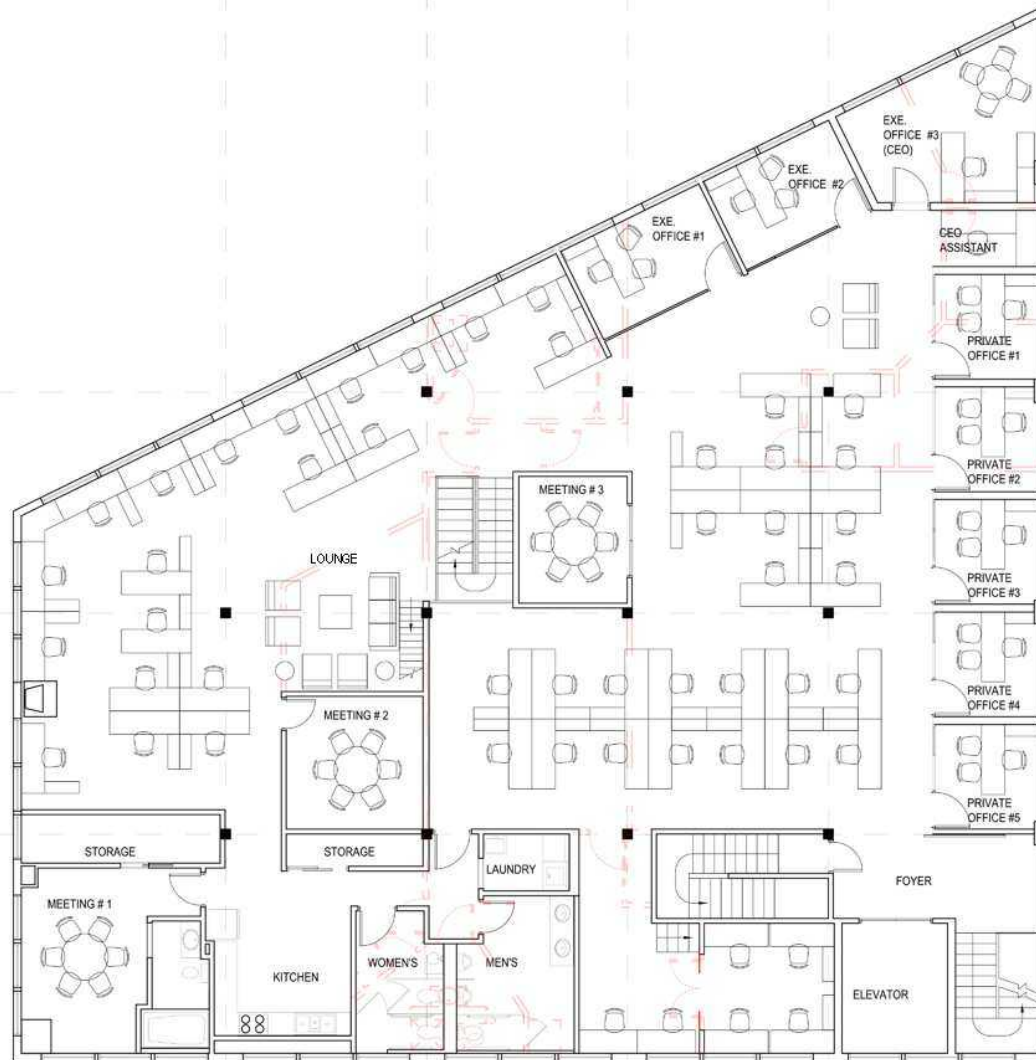 EXE.
OFFICE #3
(CEO)
EXE.
OFFICE #2
EXE.
OFFICE #1
CEO
ASSISTANT
PRIVATE
OFFICE #1
PRIVATE
OFFICE #2
MEETING # 3
LOUNGE
PRIVATE
OFFICE #3
PRIVATE
OFFICE #4
MEETING # 2
PRIVATE
OFFICE #5
STORAGE
STORAGE
LAUNDRY
FOYER
MEETING # 1
WOMEN'S
MEN'S
KITCHEN
ELEVATOR